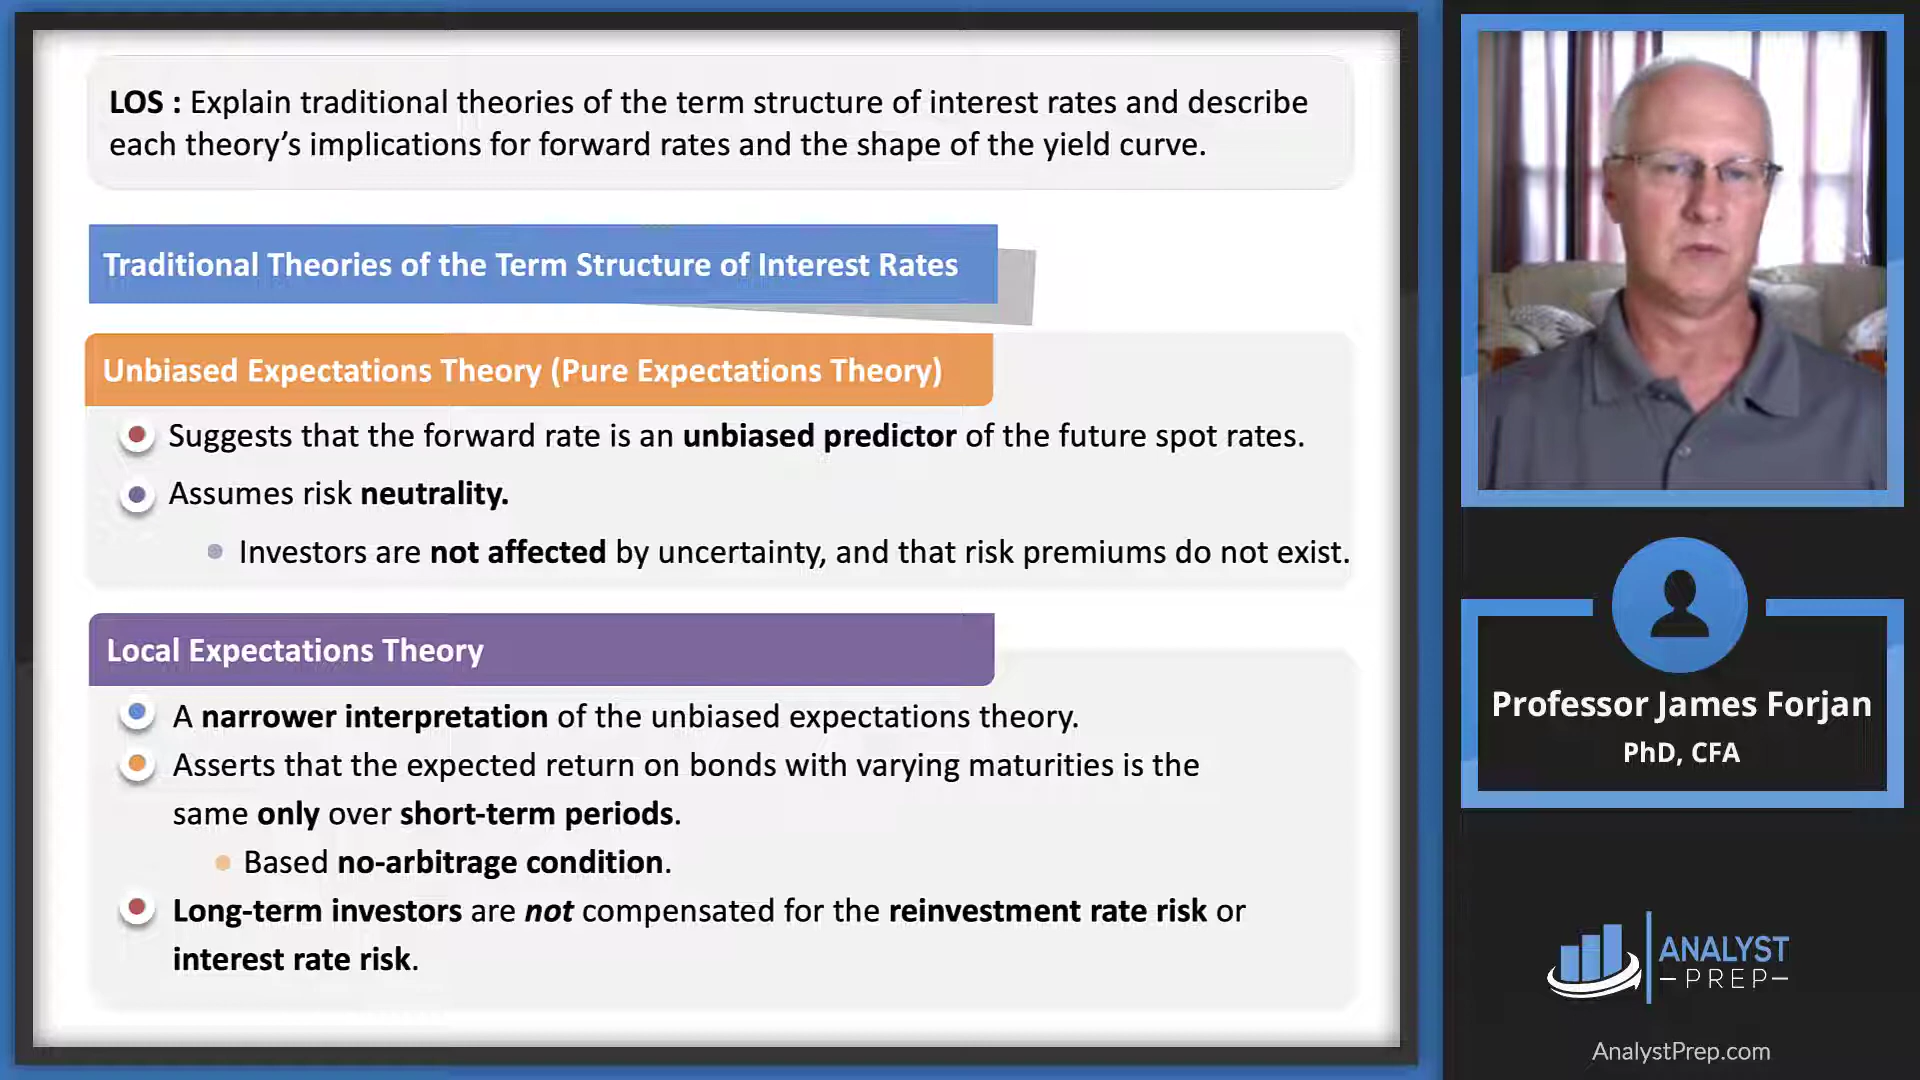 LOS : Explain traditional theories of the term structure of interest rates and describe
each theory's implications for forward rates and the shape of the yield curve.
Traditional Theories of the Term Structure of Interest Rates
Unbiased Expectations Theory (Pure Expectations Theory)
Suggests that the forward rate is an unbiased predictor of the future spot rates.
Assumes risk neutrality.
Investors are not affected by uncertainty, and that risk premiums do not exist.
Local Expectations Theory
A narrower interpretation of the unbiased expectations theory.
Asserts that the expected return on bonds with varying maturities is the
same only over short-term periods.
Based no-arbitrage condition.
Long-term investors are not compensated for the reinvestment rate risk or
interest rate risk.
Professor James Forjan
PhD, CFA
ANALYST
PREP
AnalystPrep.com